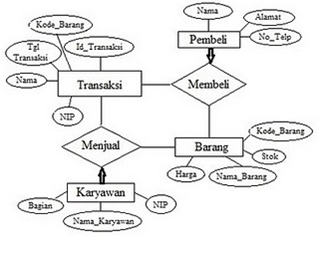 Nama
Kode_Barang
Alamat
Tgl
Transaksi
Id_Transaksi
Pembeli
No_Telp
Nama
Transaksi
Membeli
NIP
Kode_Barang
Menjual
Barang
Stok
Harga
Nama_Barang
Karyawan
Bagian
NIP
Nama_Karyawan